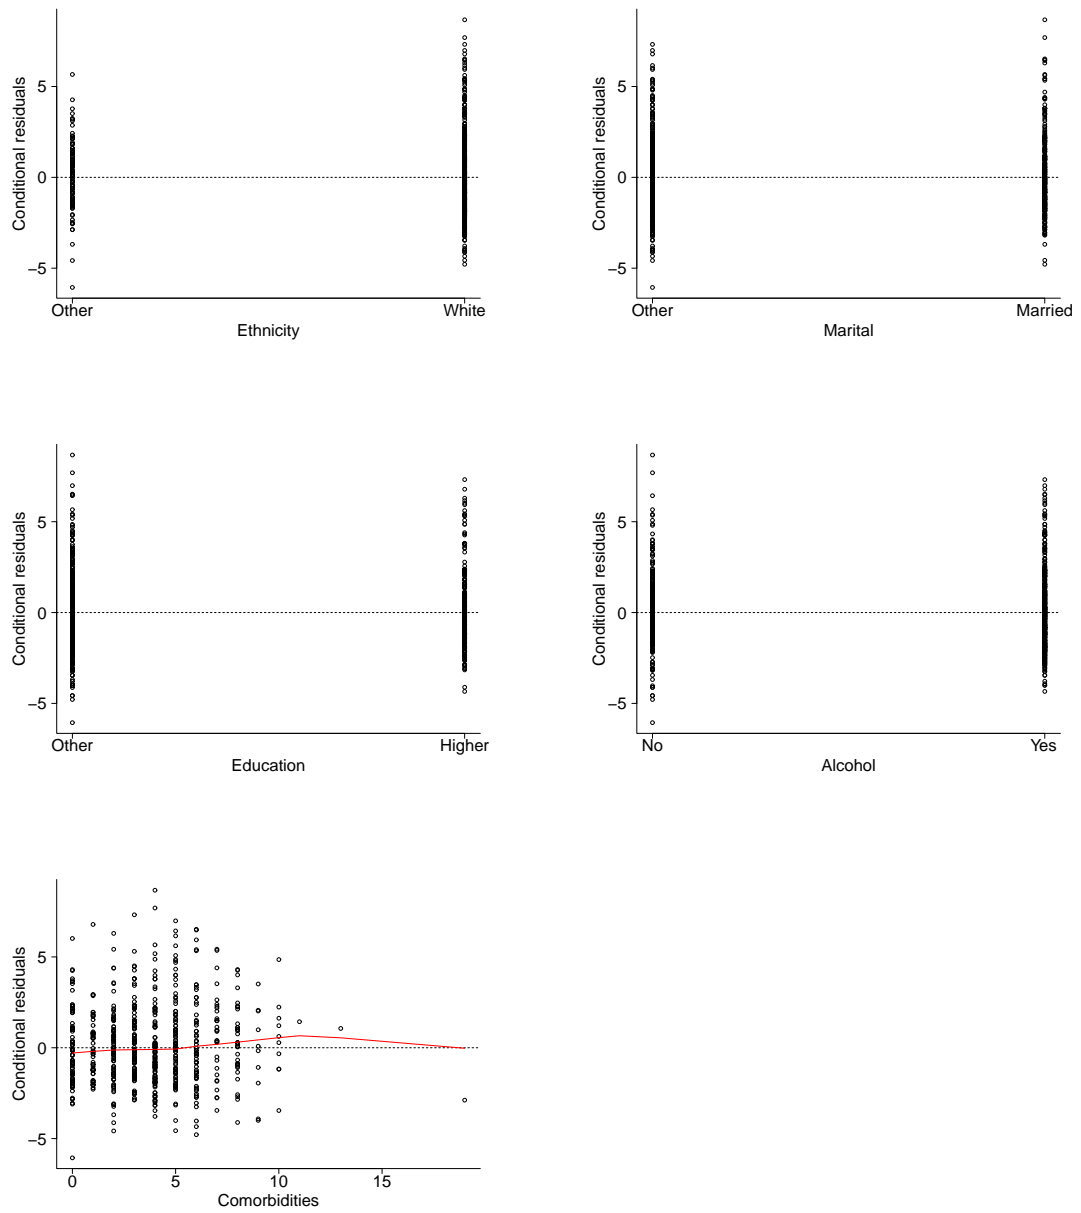 Conditional residuals
5
0
−5
Other White
Ethnicity
Conditional residuals
5
0
−5
Other Married
Marital
Conditional residuals
5
0
−5
Other Higher
Education
Conditional residuals
5
0
−5
No Yes
Alcohol
Conditional residuals
5
0
−5
0 5 10 15
Comorbidities